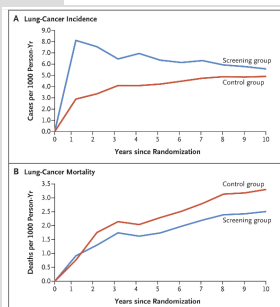 A Lung-Cancer Incidence
9.0
8.0
7.0
6.0
5.0
4.0
3.0
2.0
1.0
0.0
Cases per 1000 Person-Yr
Screening group
Control group
0 1 2 3 4 5 6 7 8 9 10
Years since Randomization
B Lung-Cancer Mortality
3.5
3.0
2.5
2.0
1.5
1.0
0.5
0.0
Deaths per 1000 Person-Yr
Control group
Screening group
0 1 2 3 4 5 6 7 8 9 10
Years since Randomization